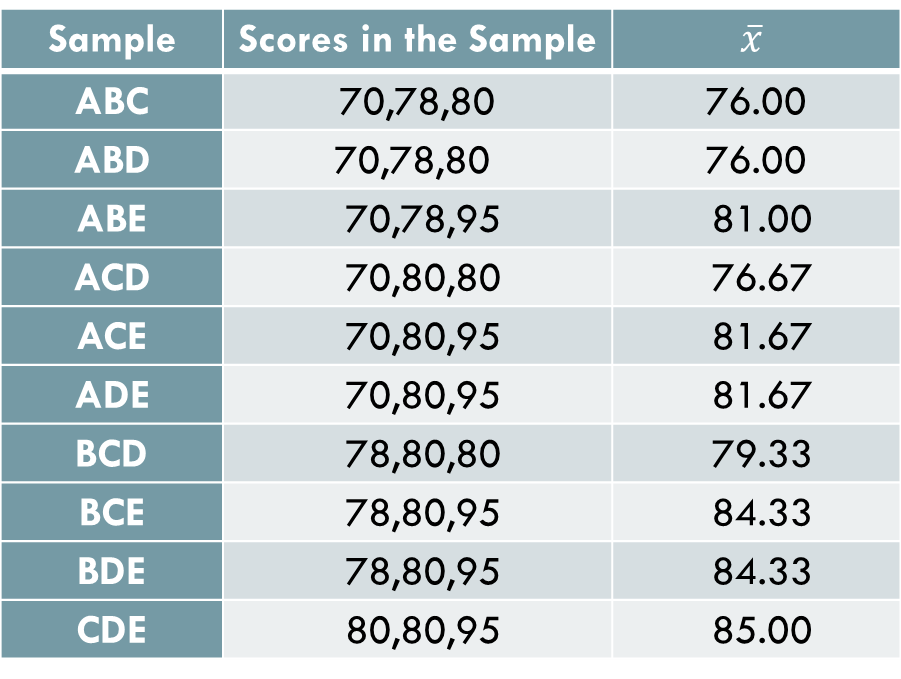 Sample Scores in the Sample x̄
ABC 70,78,80 76.00
ABD 70,78,80 76.00
ABE 70,78,95 81.00
ACD 70,80,80 76.67
ACE 70,80,95 81.67
ADE 70,80,95 81.67
BCD 78,80,80 79.33
BCE 78,80,95 84.33
BDE 78,80,95 84.33
CDE 80,80,95 85.00